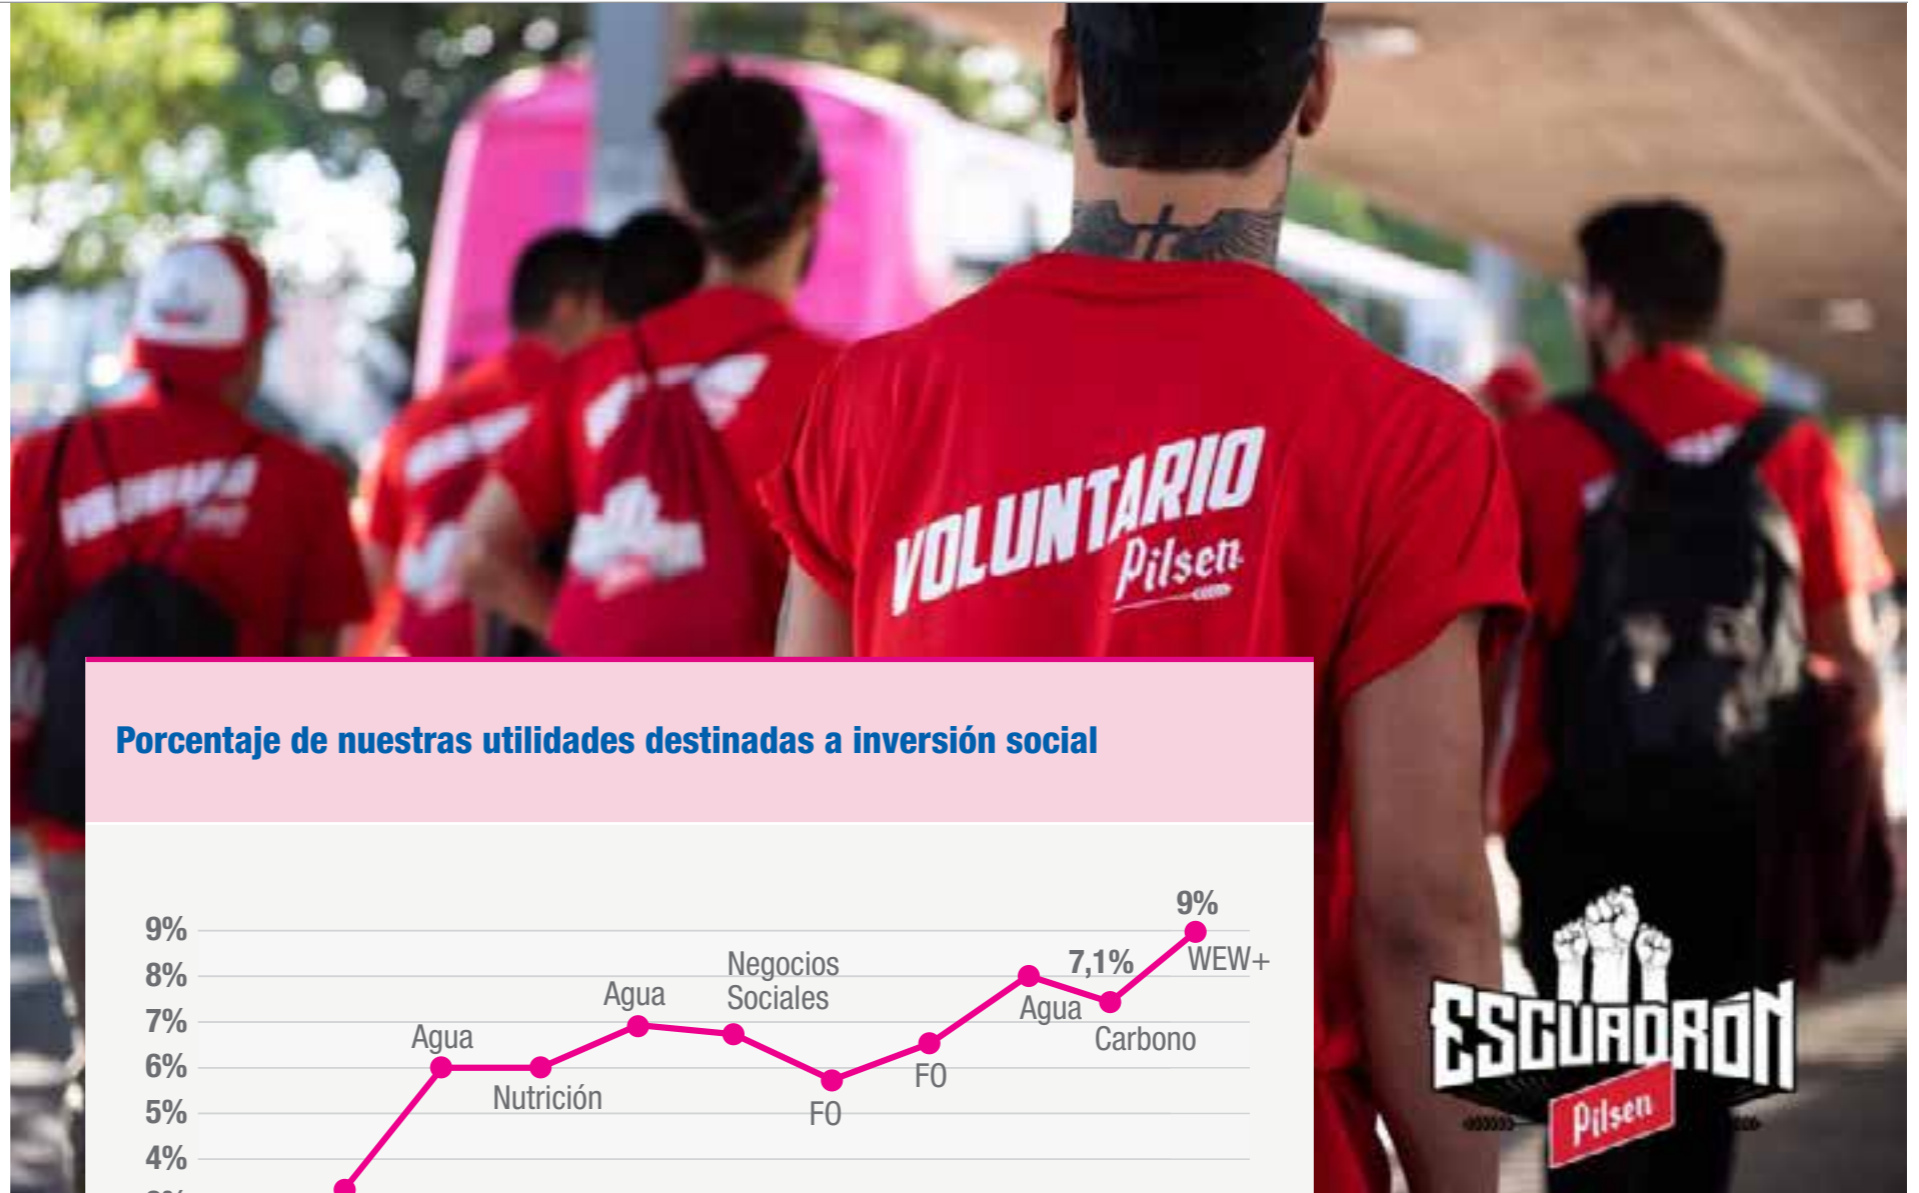 VOLUNTARIO
Pilsen
Porcentaje de nuestras utilidades destinadas a inversión social
9%
9%
Negocios
Sociales
7,1%
WEW+
8%
Agua
Agua
7%
Agua
Carbono
6%
Nutrición
FO
5%
FO
4%
ESCUADRÓN
Pilsen